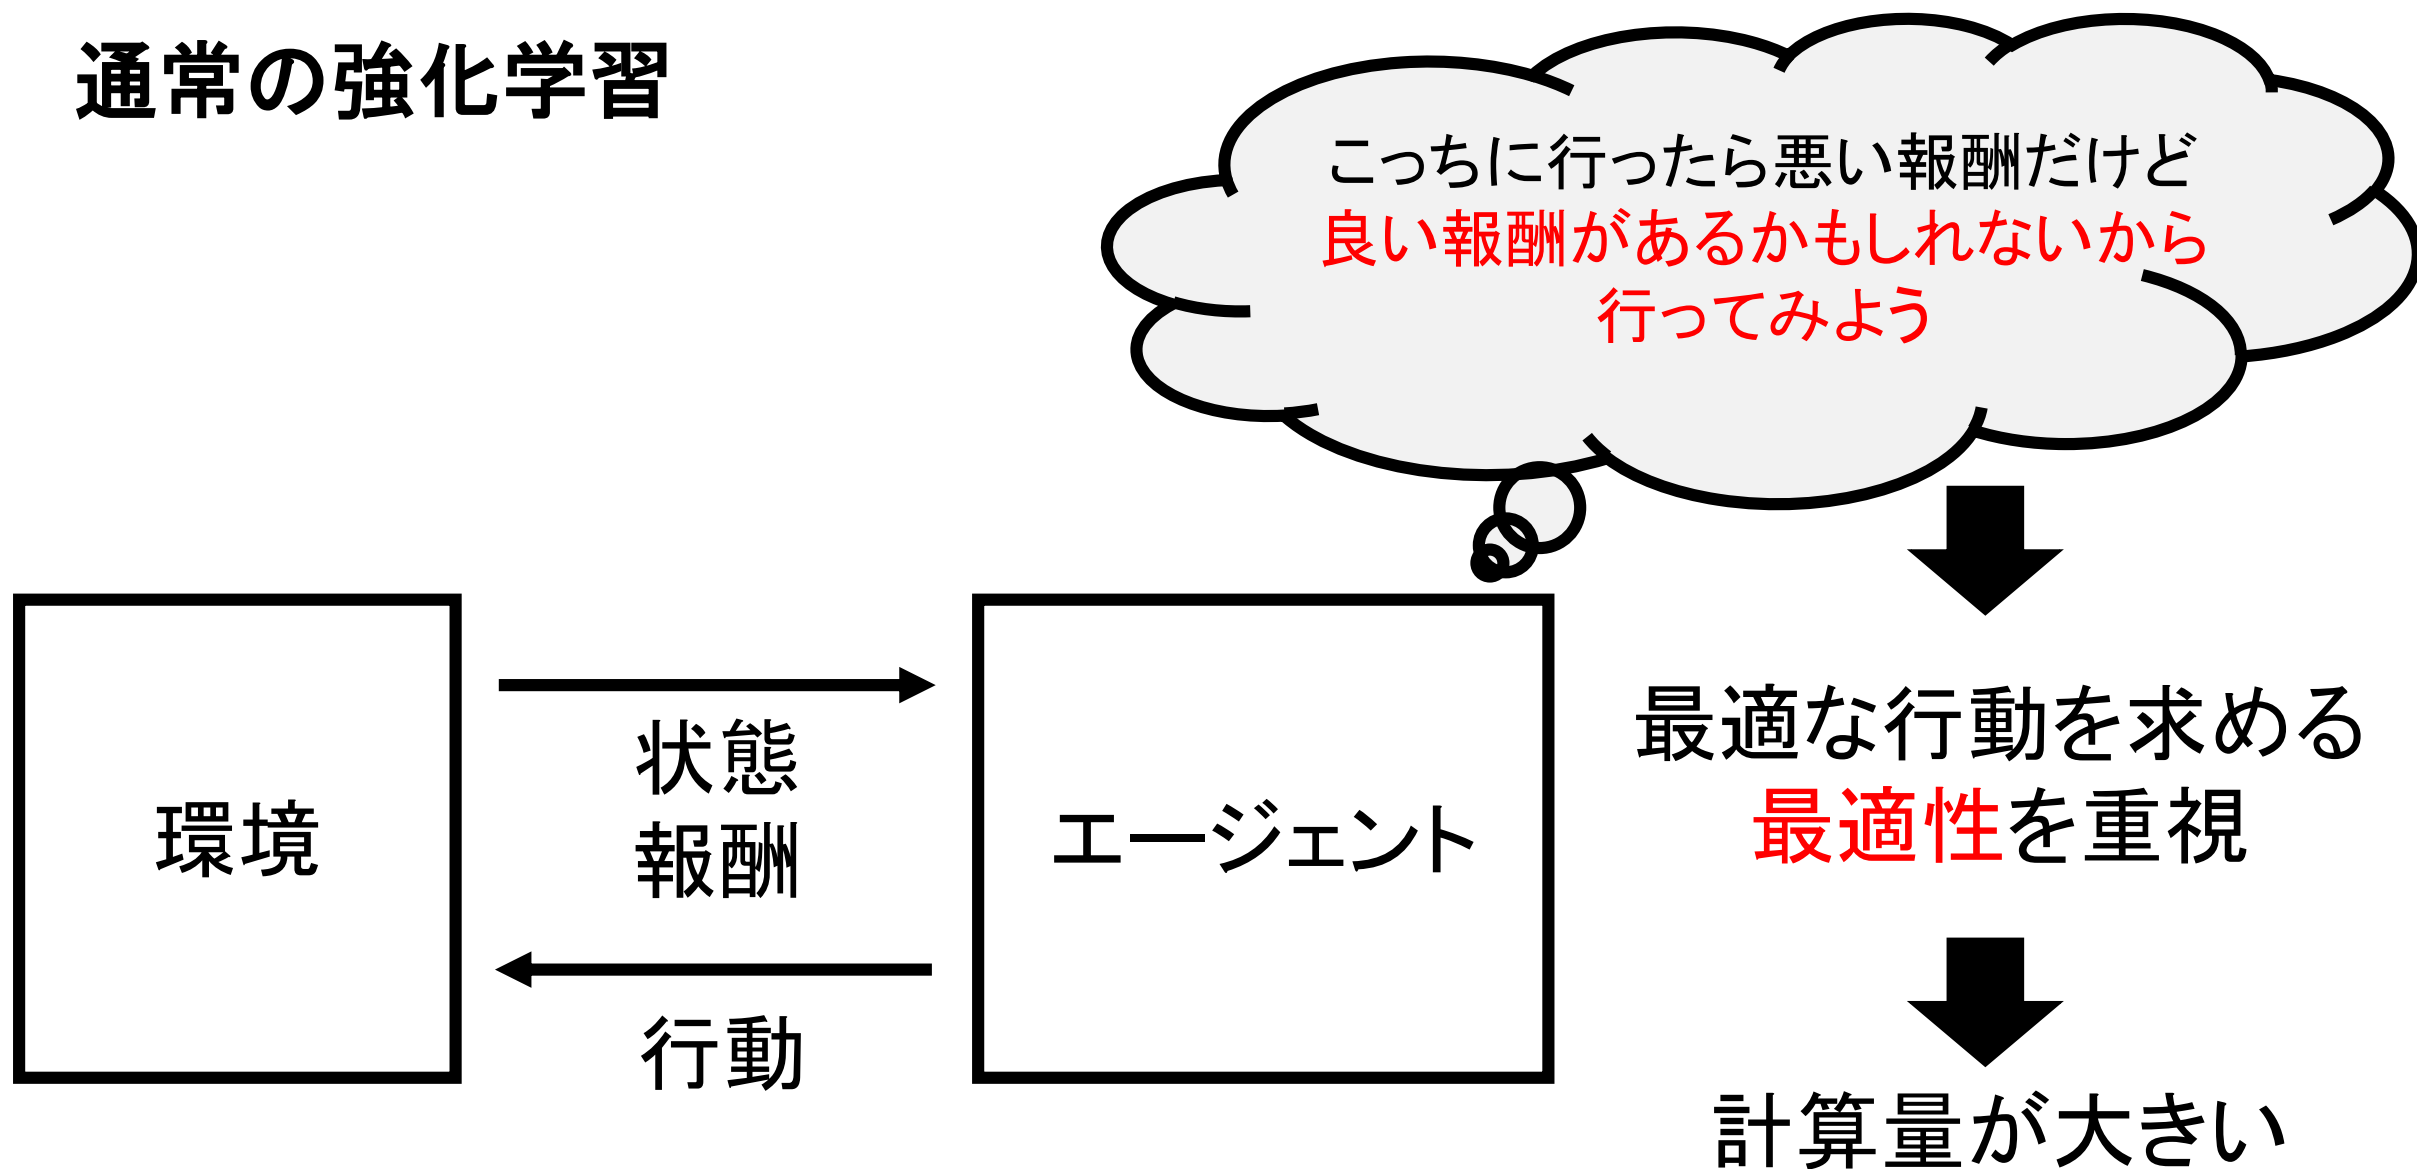 通常の強化学習
こっちに行ったら悪い報酬だけど
良い報酬があるかもしれないから
行ってみよう
環境
状態
報酬
行動
エージェント
最適な行動を求める
最適性を重視
計算量が大きい